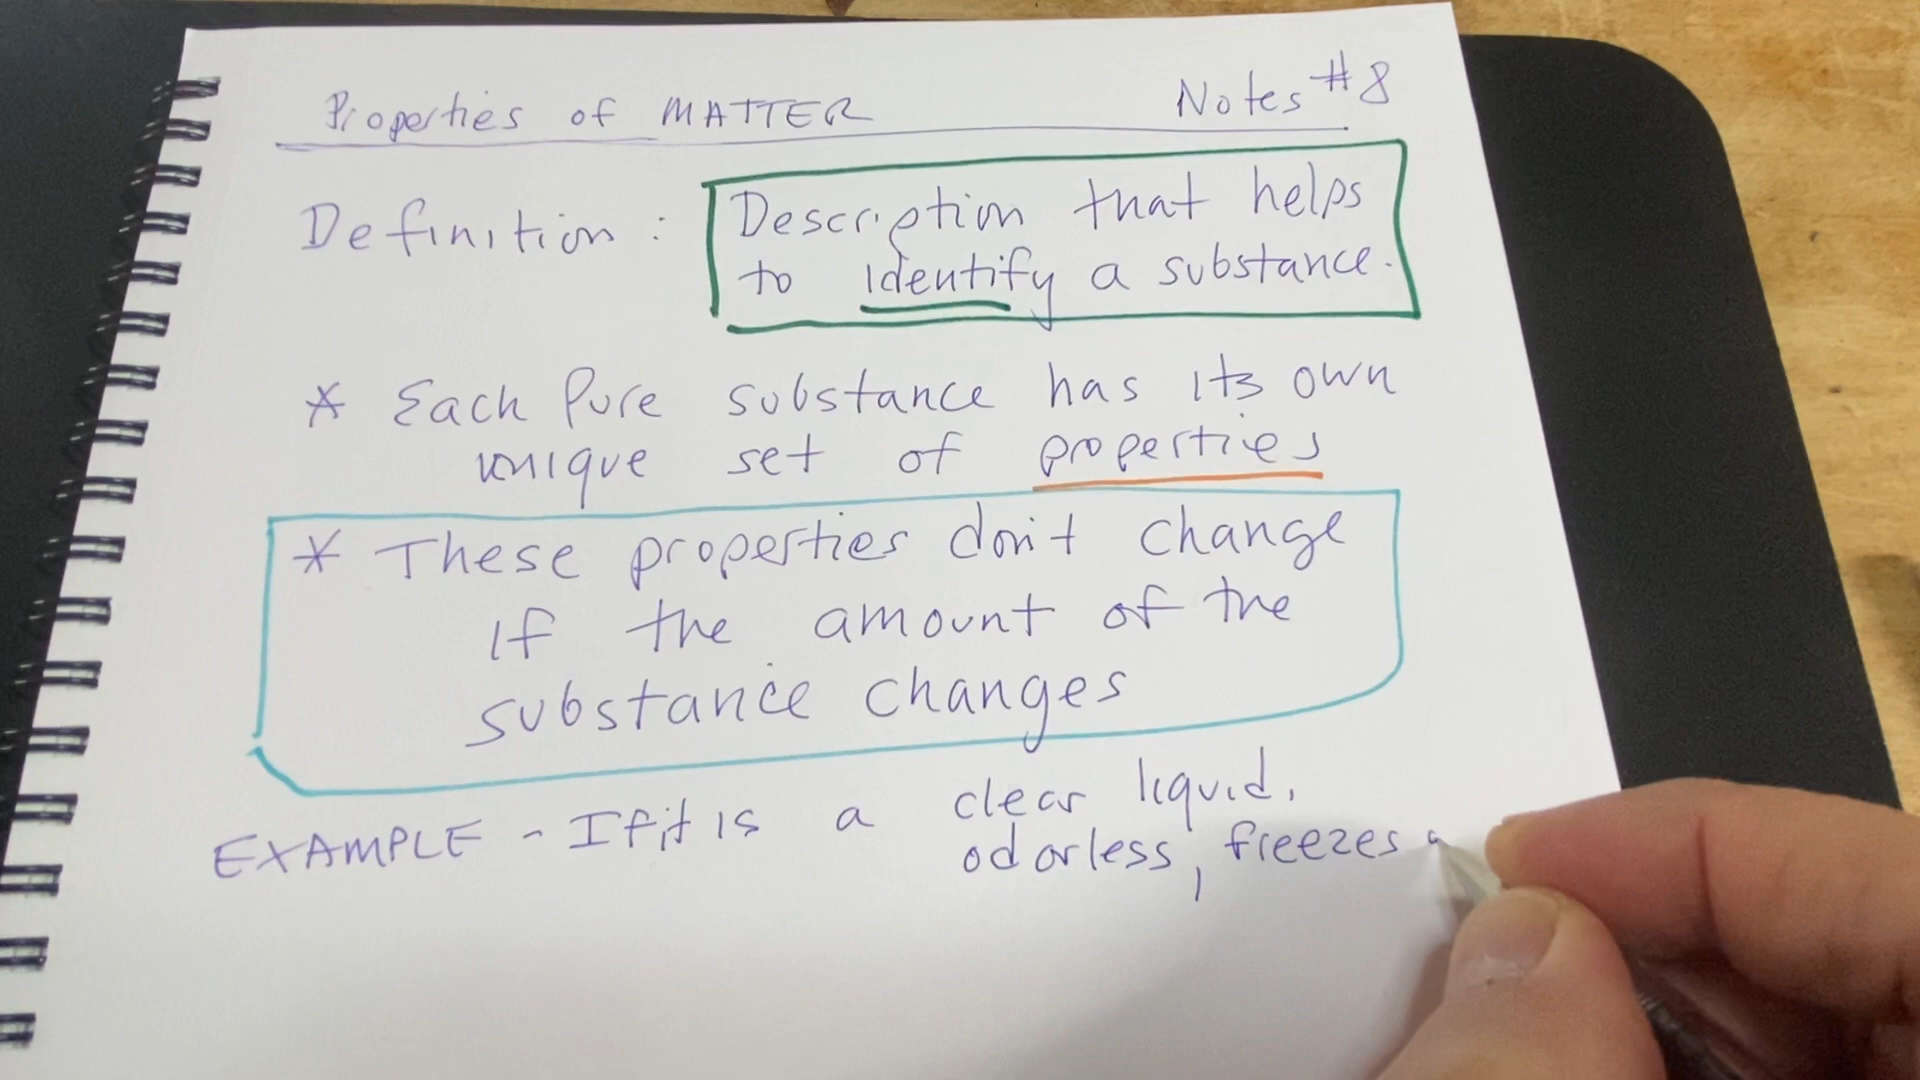 Properties of MATTER Notes #8
Definition: Description that helps
to identify a substance.
* Each Pure substance has its own
unique set of properties
* These properties don't change
if the amount of the
substance changes
EXAMPLE - If it is a clear liquid,
odorless, freezes